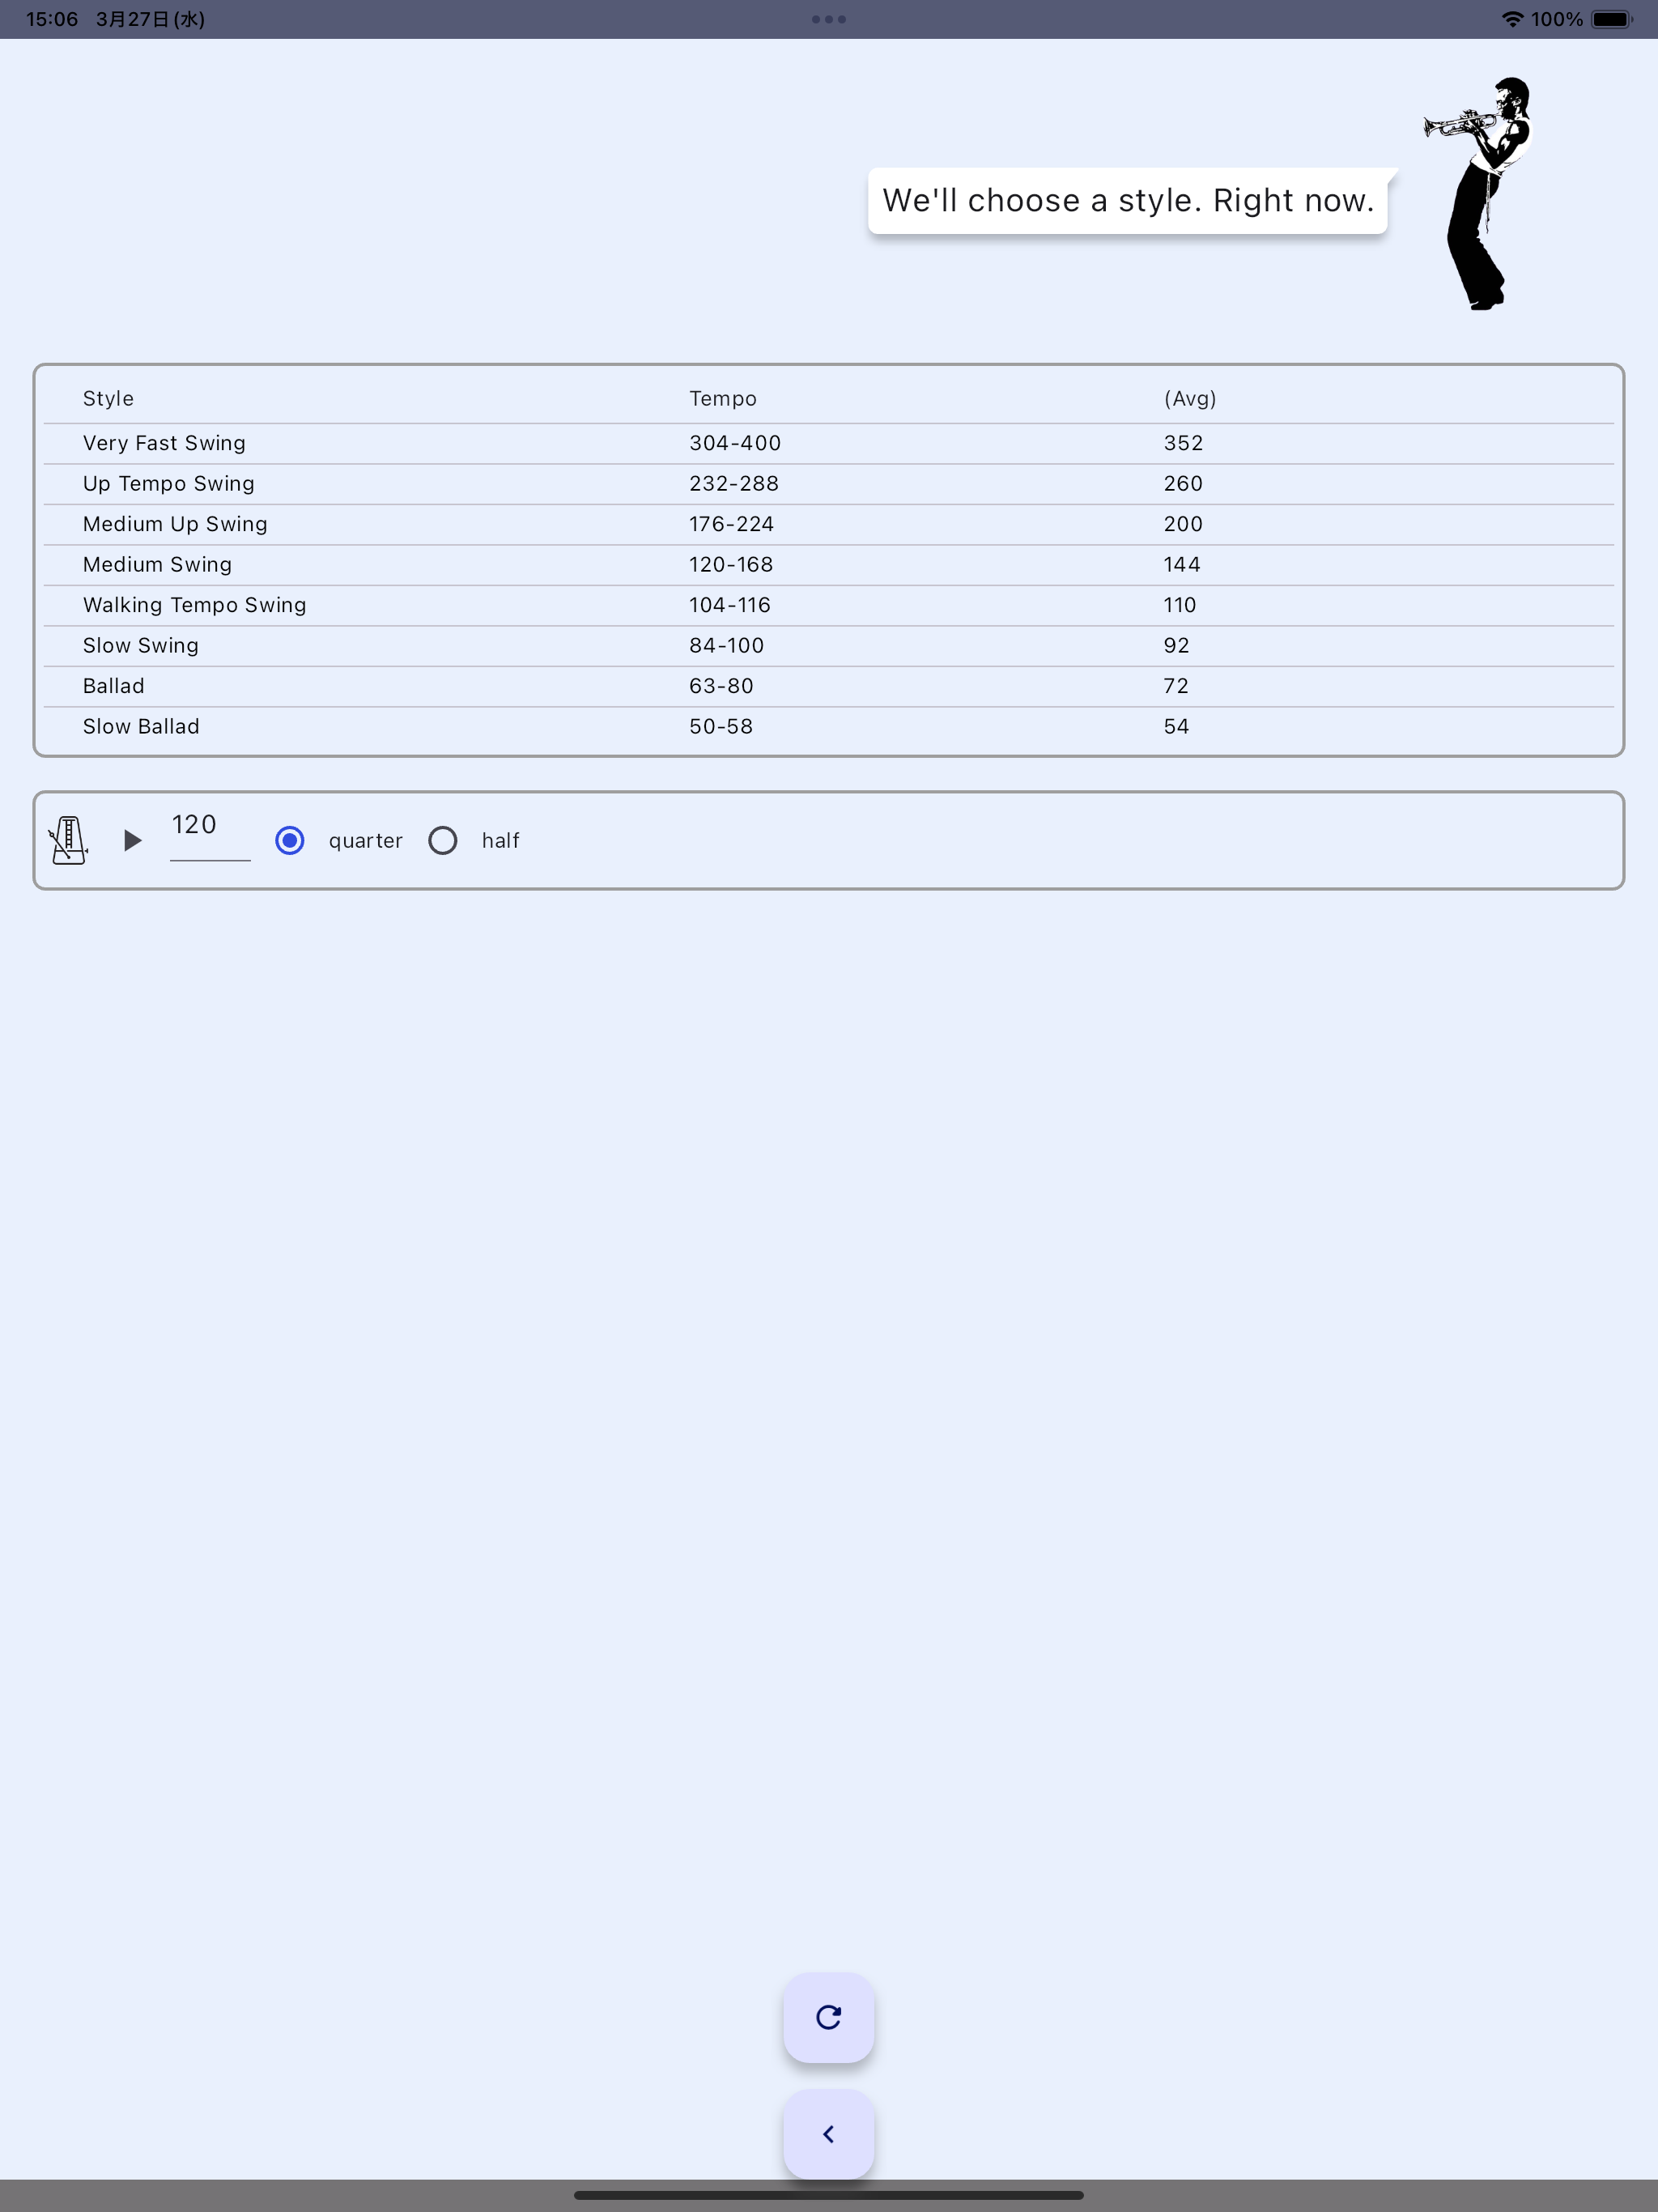 15:06 3月27日(水)
100%
We'll choose a style. Right now.
Style Tempo (Avg)
Very Fast Swing 304-400 352
Up Tempo Swing 232-288 260
Medium Up Swing 176-224 200
Medium Swing 120-168 144
Walking Tempo Swing 104-116 110
Slow Swing 84-100 92
Ballad 63-80 72
Slow Ballad 50-58 54
120 quarter half